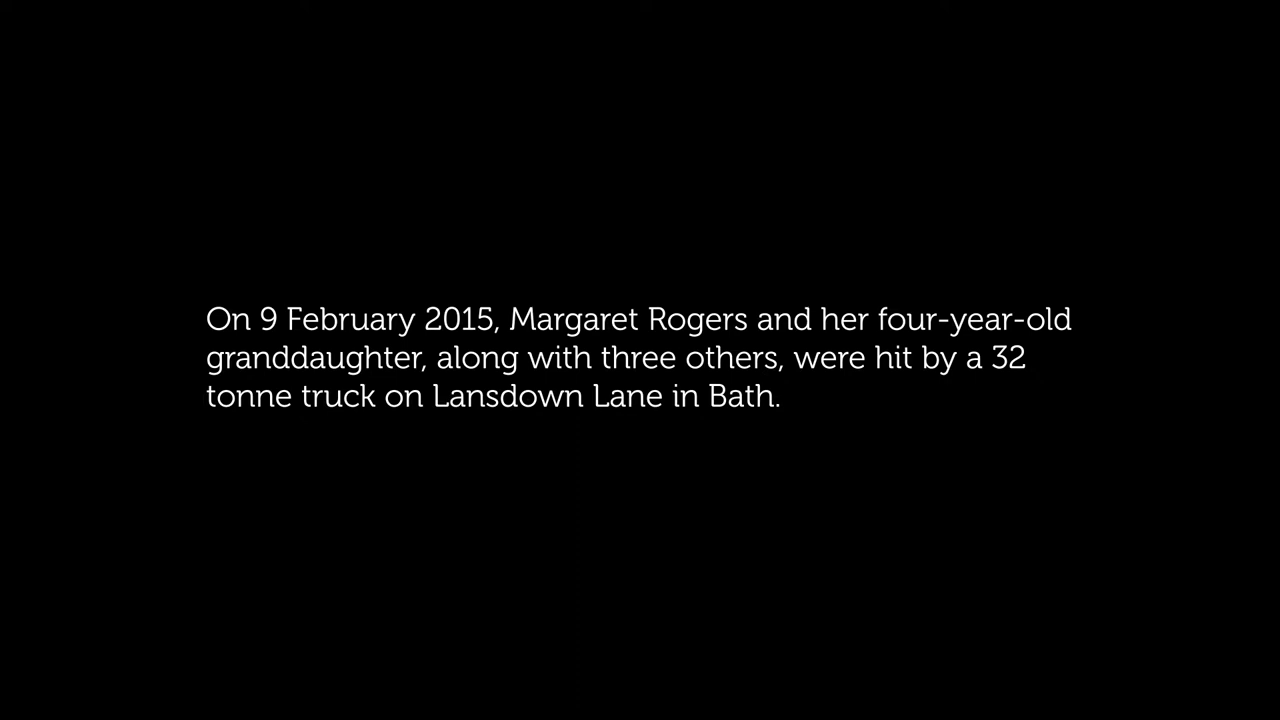 On 9 February 2015, Margaret Rogers and her four-year-old
granddaughter, along with three others, were hit by a 32
tonne truck on Lansdown Lane in Bath.